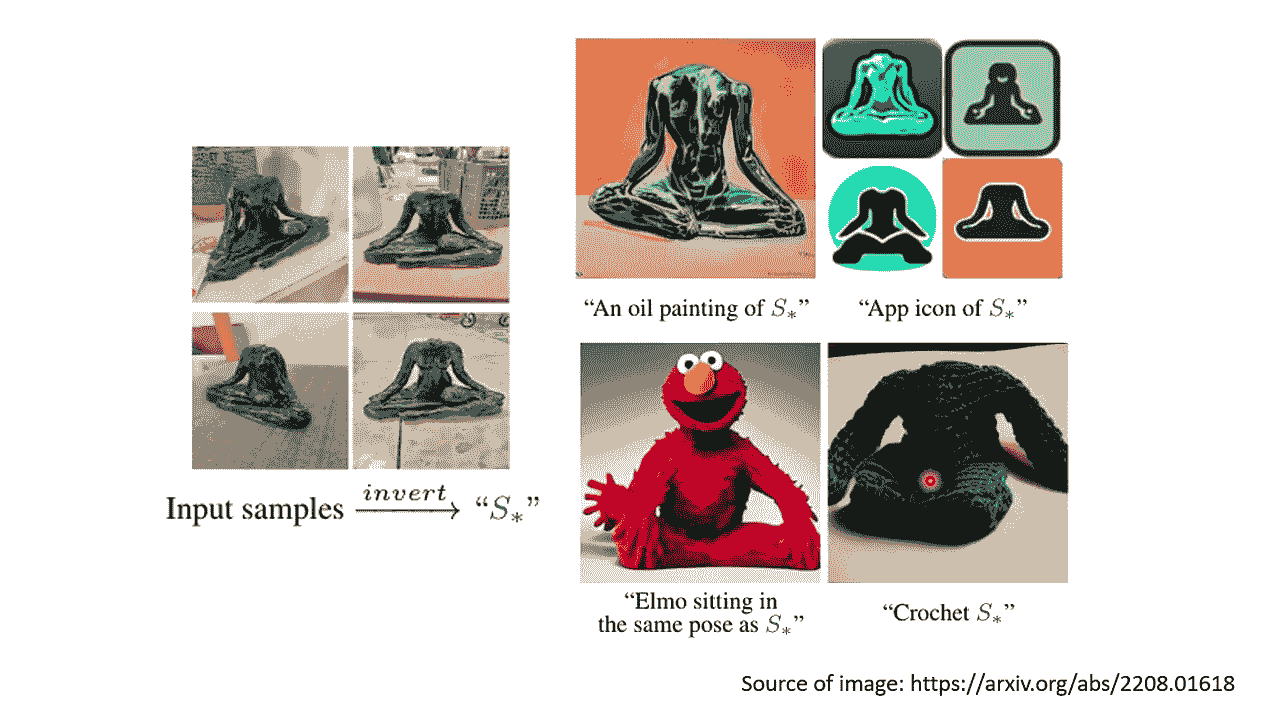 Input samples invert → “S*”
“An oil painting of S*”
“App icon of S*”
“Elmo sitting in
the same pose as S*”
“Crochet S*”
Source of image: https://arxiv.org/abs/2208.01618